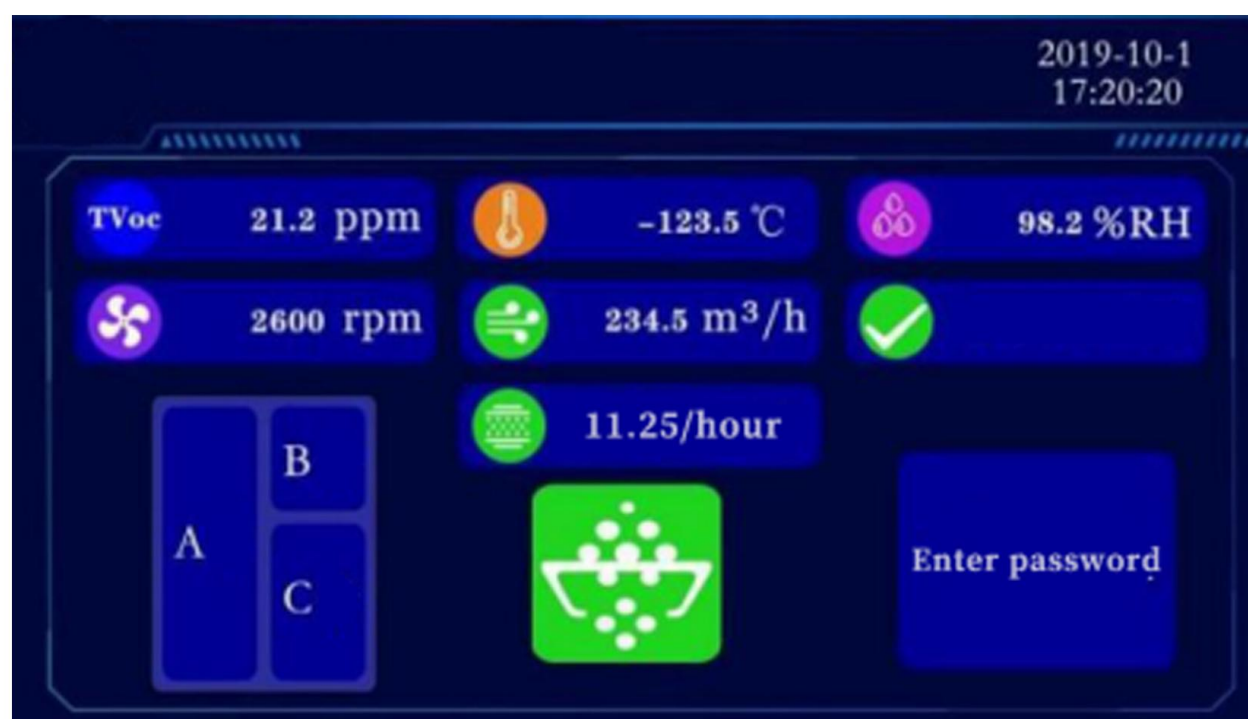 2019-10-1
17:20:20
TVoc 21.2 ppm
-123.5 ℃
98.2 %RH
2600 rpm
234.5 m³/h
11.25/hour
A
B
C
Enter password